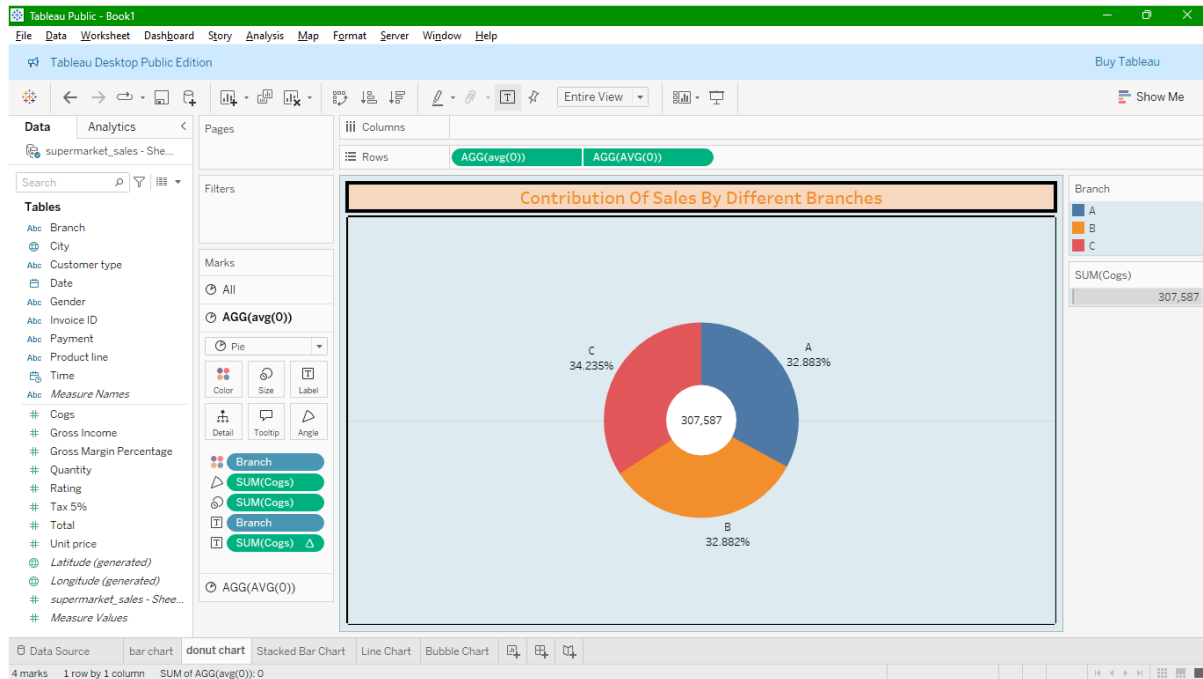 Tableau Public - Book1
File Data Worksheet Dashboard Story Analysis Map Format Server Window Help
Tableau Desktop Public Edition
Buy Tableau
Entire View
Show Me
Data
Analytics
supermarket_sales - She...
Search
Tables
Abc Branch
City
Abc Customer type
Date
Abc Gender
Abc Invoice ID
Abc Payment
Abc Product line
Time
Abc Measure Names
# Cogs
# Gross Income
# Gross Margin Percentage
# Quantity
# Rating
# Tax 5%
# Total
# Unit price
Latitude (generated)
Longitude (generated)
# supermarket_sales - Shee...
# Measure Values
Pages
Filters
Marks
All
AGG(avg(0))
Pie
Color Size Label
T
Detail Tooltip Angle
Branch
SUM(Cogs)
SUM(Cogs)
T Branch
T SUM(Cogs) Δ
AGG(AVG(0))
Columns
Rows
AGG(avg(0)) AGG(AVG(0))
Contribution Of Sales By Different Branches
C
34.235%
A
32.883%
307,587
B
32.882%
Branch
A
B
C
SUM(Cogs)
307,587
Data Source bar chart donut chart Stacked Bar Chart Line Chart Bubble Chart
4 marks 1 row by 1 column SUM of AGG(avg(0)): 0